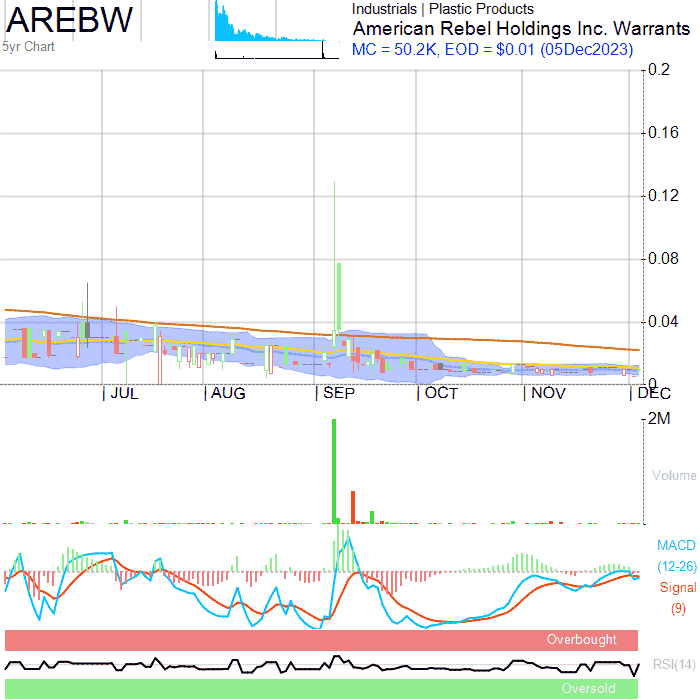 AREBW
5yr Chart
Industrials | Plastic Products
American Rebel Holdings Inc. Warrants
MC = 50.2K, EOD = $0.01 (05Dec2023)
0.2
0.16
0.12
0.08
0.04
0
JUL AUG SEP OCT NOV DEC
2M
Volume
MACD
(12-26)
Signal
(9)
Overbought
RSI(14)
Oversold